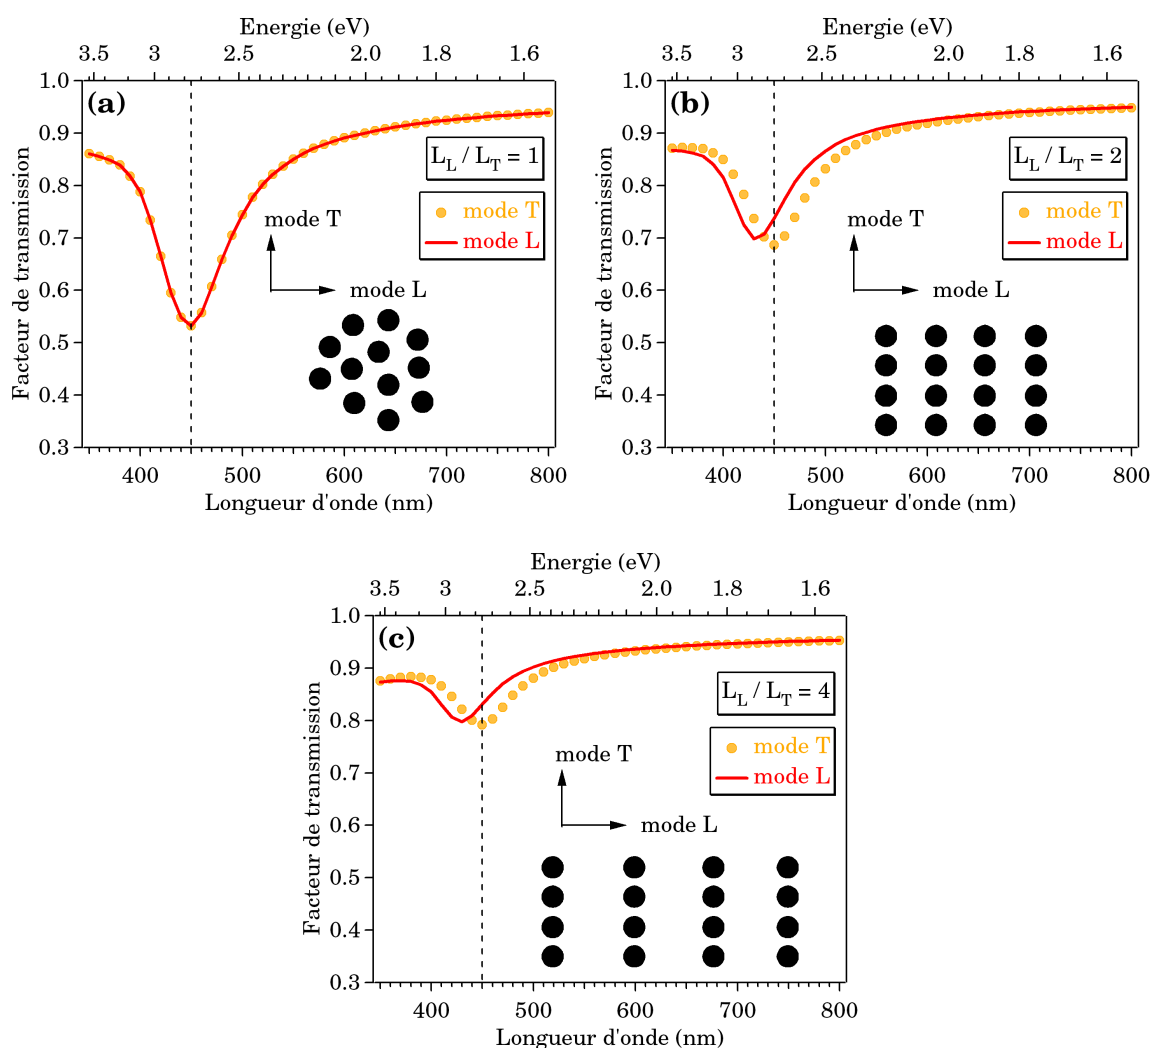 Energie (eV)
3.5 3 2.5 2.0 1.8 1.6
1.0
0.9
0.8
0.7
0.6
0.5
0.4
0.3
Facteur de transmission
(a)
L_L / L_T = 1
mode T
mode L
mode T
mode L
400 500 600 700 800
Longueur d'onde (nm)
Energie (eV)
3.5 3 2.5 2.0 1.8 1.6
1.0
0.9
0.8
0.7
0.6
0.5
0.4
0.3
Facteur de transmission
(b)
L_L / L_T = 2
mode T
mode L
mode T
mode L
400 500 600 700 800
Longueur d'onde (nm)
Energie (eV)
3.5 3 2.5 2.0 1.8 1.6
1.0
0.9
0.8
0.7
0.6
0.5
0.4
0.3
Facteur de transmission
(c)
L_L / L_T = 4
mode T
mode L
mode T
mode L
400 500 600 700 800
Longueur d'onde (nm)